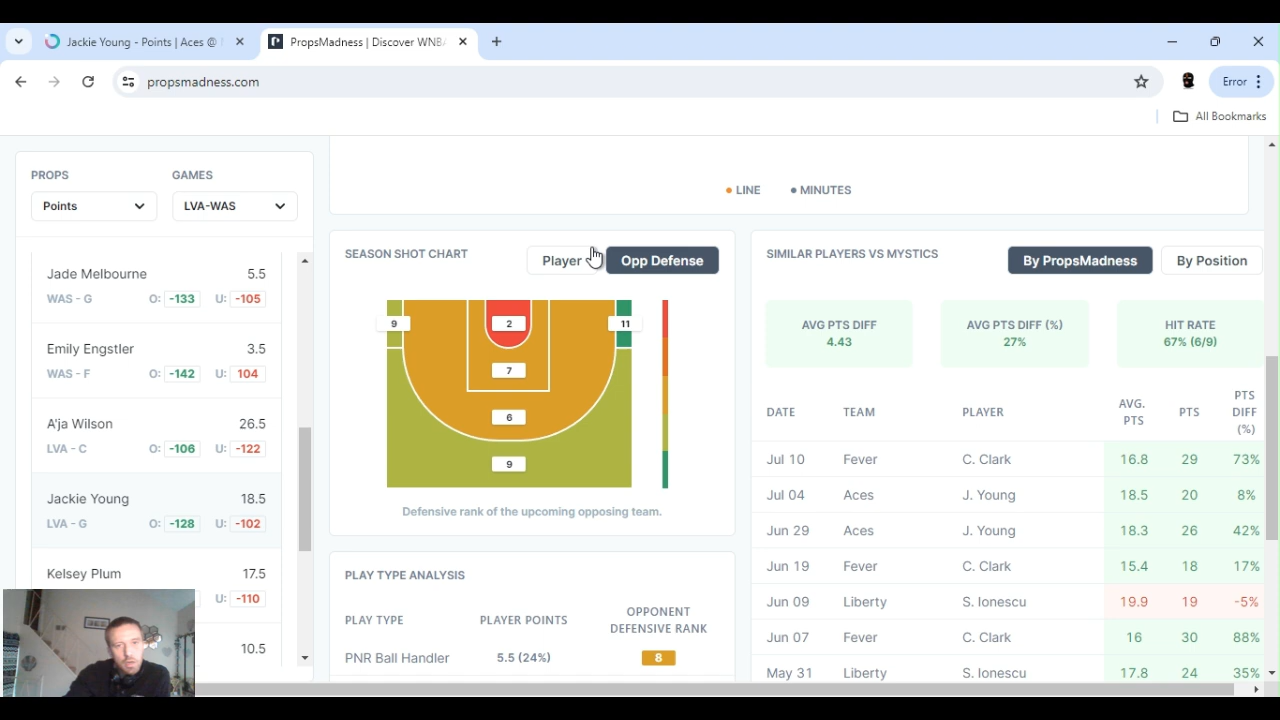 Jackie Young - Points | Aces @
PropsMadness | Discover WNB
propsmadness.com
Error
All Bookmarks
PROPS
GAMES
Points
LVA-WAS
Jade Melbourne 5.5
WAS - G O: -133 U: -105
Emily Engstler 3.5
WAS - F O: -142 U: 104
A'ja Wilson 26.5
LVA - C O: -106 U: -122
Jackie Young 18.5
LVA - G O: -128 U: -102
Kelsey Plum 17.5
U: -110
10.5
LINE MINUTES
SEASON SHOT CHART
Player
Opp Defense
9 2 11
7
6
9
Defensive rank of the upcoming opposing team.
PLAY TYPE ANALYSIS
PLAY TYPE PLAYER POINTS OPPONENT
DEFENSIVE RANK
PNR Ball Handler 5.5 (24%) 8
SIMILAR PLAYERS VS MYSTICS
By PropsMadness
By Position
AVG PTS DIFF
4.43
AVG PTS DIFF (%)
27%
HIT RATE
67% (6/9)
DATE TEAM PLAYER AVG.
PTS
PTS
PTS
DIFF
(%)
Jul 10 Fever C. Clark 16.8 29 73%
Jul 04 Aces J. Young 18.5 20 8%
Jun 29 Aces J. Young 18.3 26 42%
Jun 19 Fever C. Clark 15.4 18 17%
Jun 09 Liberty S. Ionescu 19.9 19 -5%
Jun 07 Fever C. Clark 16 30 88%
May 31 Liberty S. Ionescu 17.8 24 35%